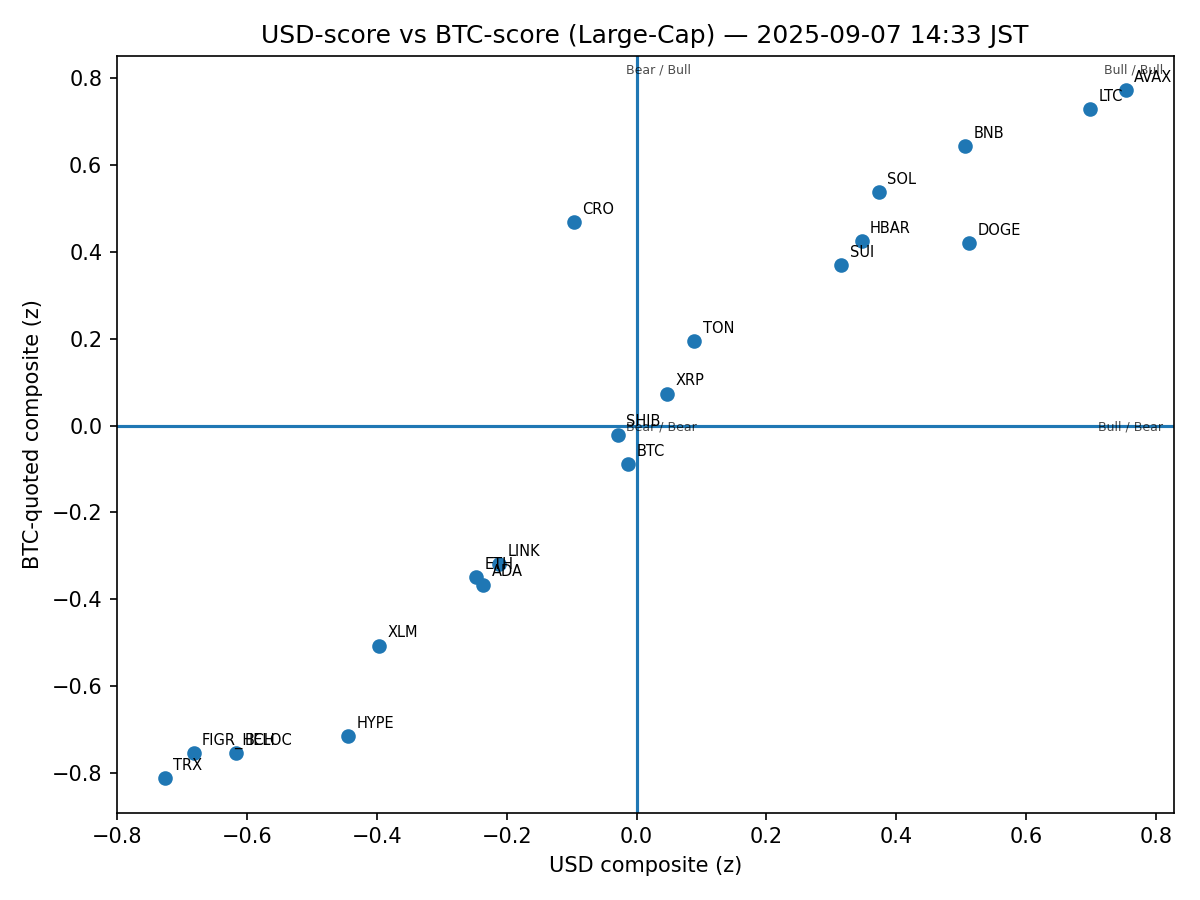 USD-score vs BTC-score (Large-Cap) — 2025-09-07 14:33 JST
BTC-quoted composite (z)
0.8
0.6
0.4
0.2
0.0
−0.2
−0.4
−0.6
−0.8
Bear / Bull
Bull / Bull
AVAX
LTC
BNB
SOL
CRO
HBAR
DOGE
SUI
TON
XRP
SHIB
Bear / Bear
Bull / Bear
BTC
LINK
ETH
ADA
XLM
HYPE
FIGR_HELOC
BCH
TRX
−0.8
−0.6
−0.4
−0.2
0.0
0.2
0.4
0.6
0.8
USD composite (z)